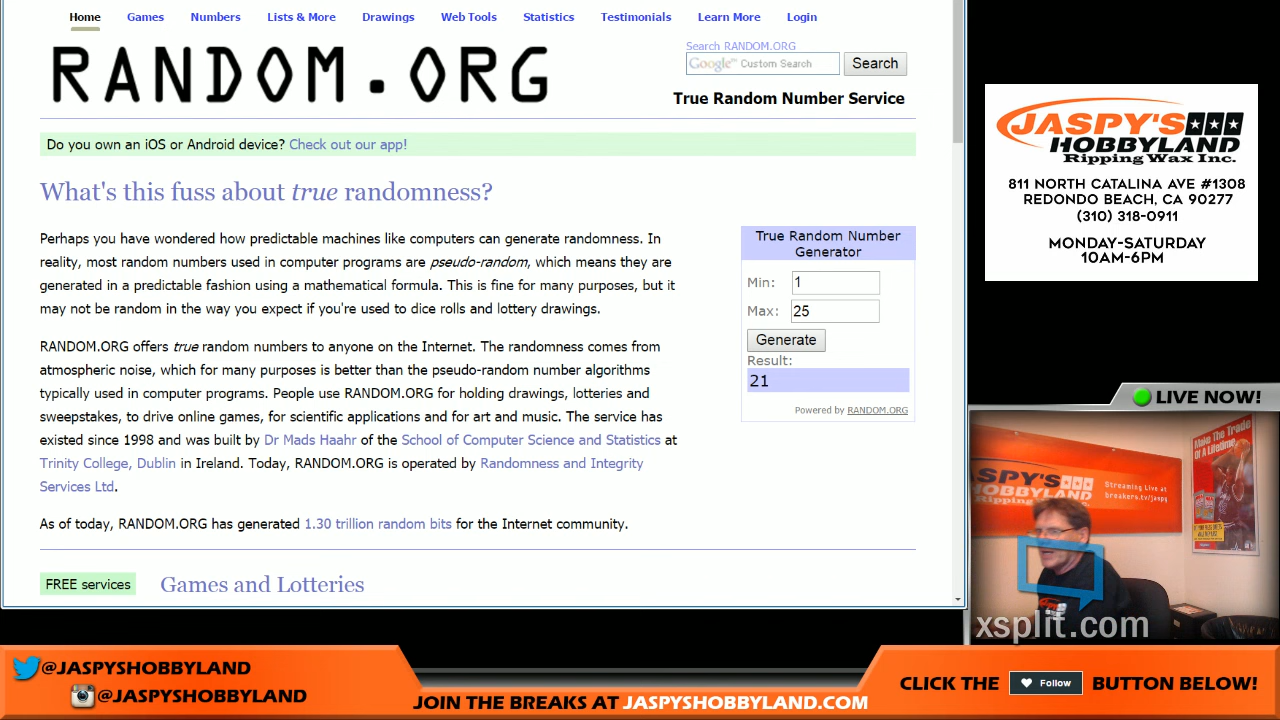 Home Games Numbers Lists & More Drawings Web Tools Statistics Testimonials Learn More Login
RANDOM.ORG
Search RANDOM.ORG
Google™ Custom Search
Search
True Random Number Service
Do you own an iOS or Android device? Check out our app!
What's this fuss about true randomness?
Perhaps you have wondered how predictable machines like computers can generate randomness. In
reality, most random numbers used in computer programs are pseudo-random, which means they are
generated in a predictable fashion using a mathematical formula. This is fine for many purposes, but it
may not be random in the way you expect if you're used to dice rolls and lottery drawings.
RANDOM.ORG offers true random numbers to anyone on the Internet. The randomness comes from
atmospheric noise, which for many purposes is better than the pseudo-random number algorithms
typically used in computer programs. People use RANDOM.ORG for holding drawings, lotteries and
sweepstakes, to drive online games, for scientific applications and for art and music. The service has
existed since 1998 and was built by Dr Mads Haahr of the School of Computer Science and Statistics at
Trinity College, Dublin in Ireland. Today, RANDOM.ORG is operated by Randomness and Integrity
Services Ltd.
As of today, RANDOM.ORG has generated 1.30 trillion random bits for the Internet community.
FREE services
Games and Lotteries
True Random Number
Generator
Min: 1
Max: 25
Generate
Result:
21
Powered by RANDOM.ORG
JASPY'S
HOBBYLAND
Ripping Wax Inc.
811 NORTH CATALINA AVE #1308
REDONDO BEACH, CA 90277
(310) 318-0911
MONDAY-SATURDAY
10AM-6PM
LIVE NOW!
Make The Trade
Of A Lifetime
HOBBYLAND
Streaming Live at
breakers.tv/jaspy
xsplit.com
@JASPYSHOBBYLAND
@JASPYSHOBBYLAND
JOIN THE BREAKS AT JASPYSHOBBYLAND.COM
CLICK THE Follow BUTTON BELOW!